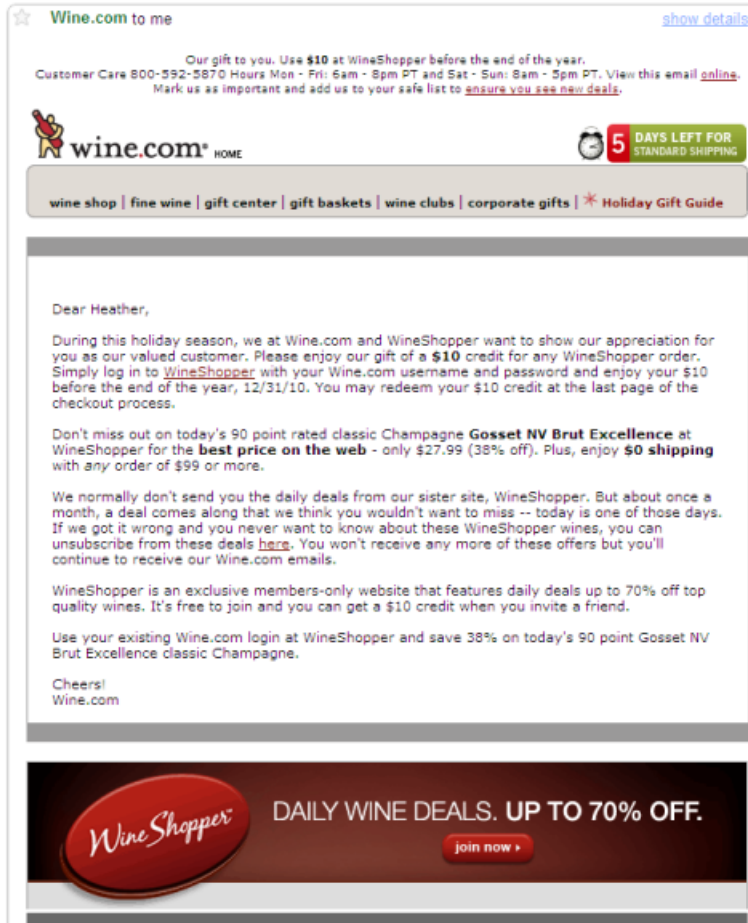 Wine.com to me show details
Our gift to you. Use $10 at WineShopper before the end of the year.
Customer Care 800-592-5870 Hours Mon - Fri: 6am - 8pm PT and Sat - Sun: 8am - 5pm PT. View this email online.
Mark us as important and add us to your safe list to ensure you see new deals.
wine.com® HOME
5 DAYS LEFT FOR
STANDARD SHIPPING
wine shop | fine wine | gift center | gift baskets | wine clubs | corporate gifts | * Holiday Gift Guide
Dear Heather,
During this holiday season, we at Wine.com and WineShopper want to show our appreciation for
you as our valued customer. Please enjoy our gift of a $10 credit for any WineShopper order.
Simply log in to WineShopper with your Wine.com username and password and enjoy your $10
before the end of the year, 12/31/10. You may redeem your $10 credit at the last page of the
checkout process.
Don't miss out on today's 90 point rated classic Champagne Gosset NV Brut Excellence at
WineShopper for the best price on the web - only $27.99 (38% off). Plus, enjoy $0 shipping
with any order of $99 or more.
We normally don't send you the daily deals from our sister site, WineShopper. But about once a
month, a deal comes along that we think you wouldn't want to miss -- today is one of those days.
If we got it wrong and you never want to know about these WineShopper wines, you can
unsubscribe from these deals here. You won't receive any more of these offers but you'll
continue to receive our Wine.com emails.
WineShopper is an exclusive members-only website that features daily deals up to 70% off top
quality wines. It's free to join and you can get a $10 credit when you invite a friend.
Use your existing Wine.com login at WineShopper and save 38% on today's 90 point Gosset NV
Brut Excellence classic Champagne.
Cheers!
Wine.com
WineShopper™
DAILY WINE DEALS. UP TO 70% OFF.
join now